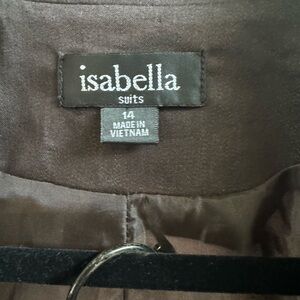 isabella
suits
14
MADE IN
VIETNAM